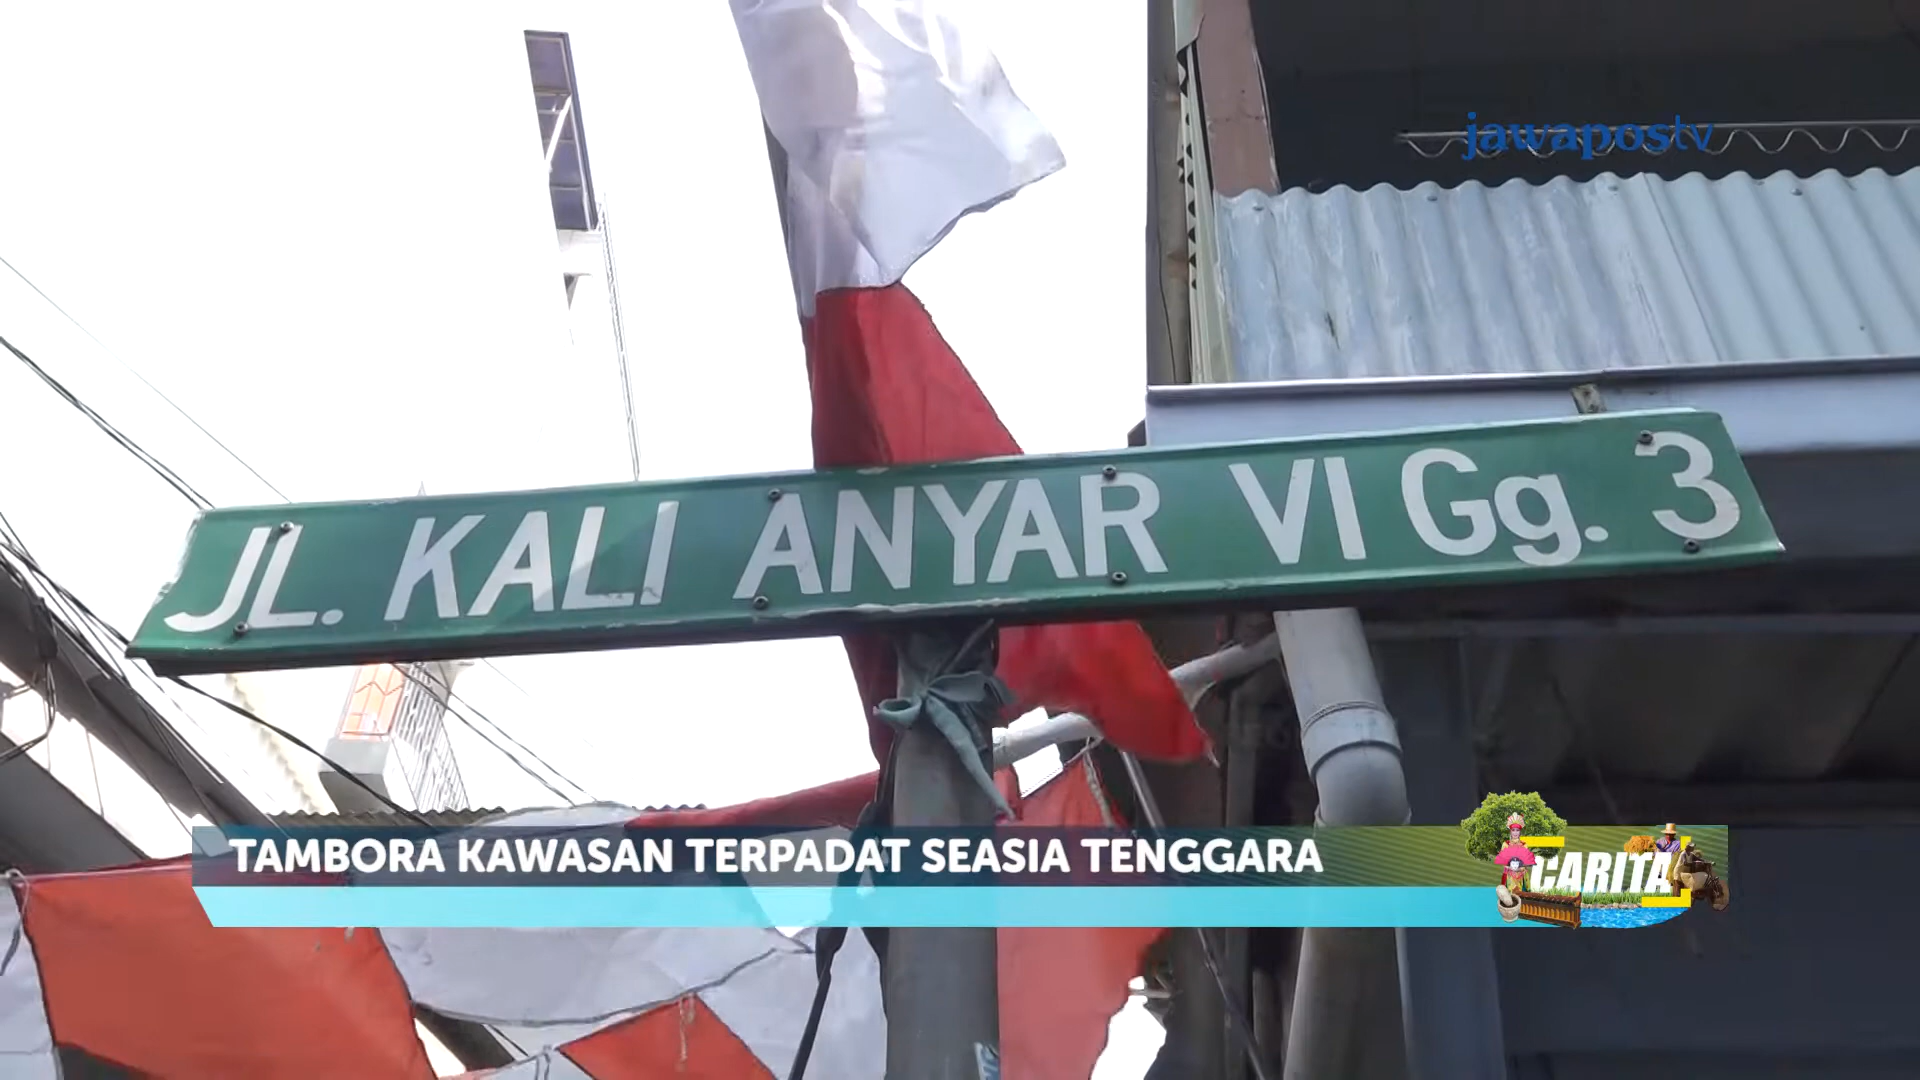 jawapostv
JL. KALI ANYAR VI Gg. 3
TAMBORA KAWASAN TERPADAT SEASIA TENGGARA
CARITA